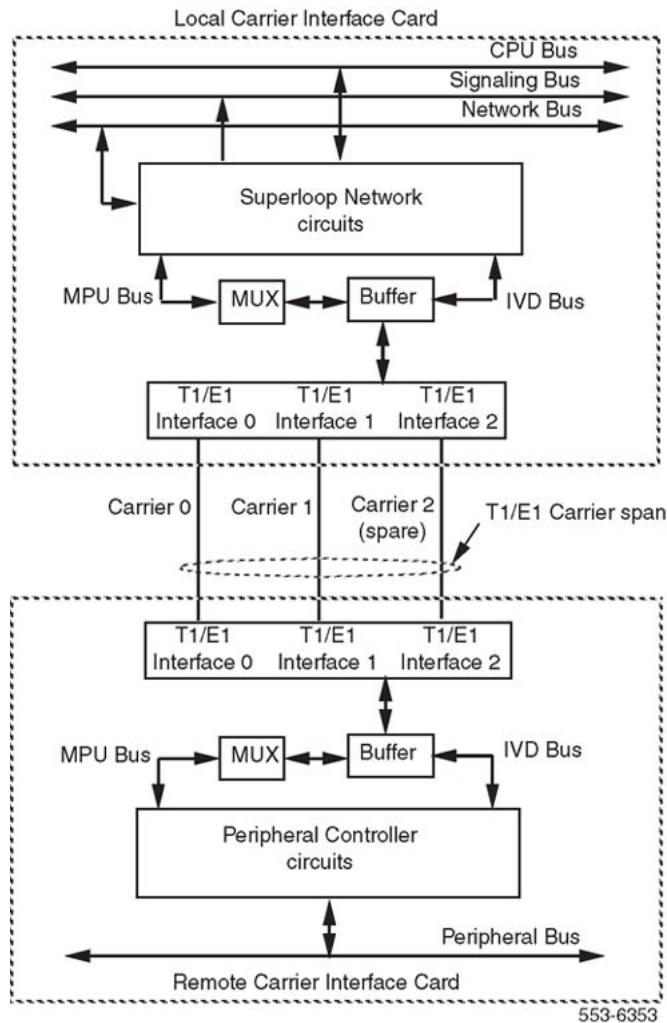 Local Carrier Interface Card
CPU Bus
Signaling Bus
Network Bus
Superloop Network
circuits
MPU Bus
MUX
Buffer
IVD Bus
T1/E1
Interface 0
T1/E1
Interface 1
T1/E1
Interface 2
Carrier 0
Carrier 1
Carrier 2
(spare)
T1/E1 Carrier span
T1/E1
Interface 0
T1/E1
Interface 1
T1/E1
Interface 2
MPU Bus
MUX
Buffer
IVD Bus
Peripheral Controller
circuits
Peripheral Bus
Remote Carrier Interface Card
553-6353